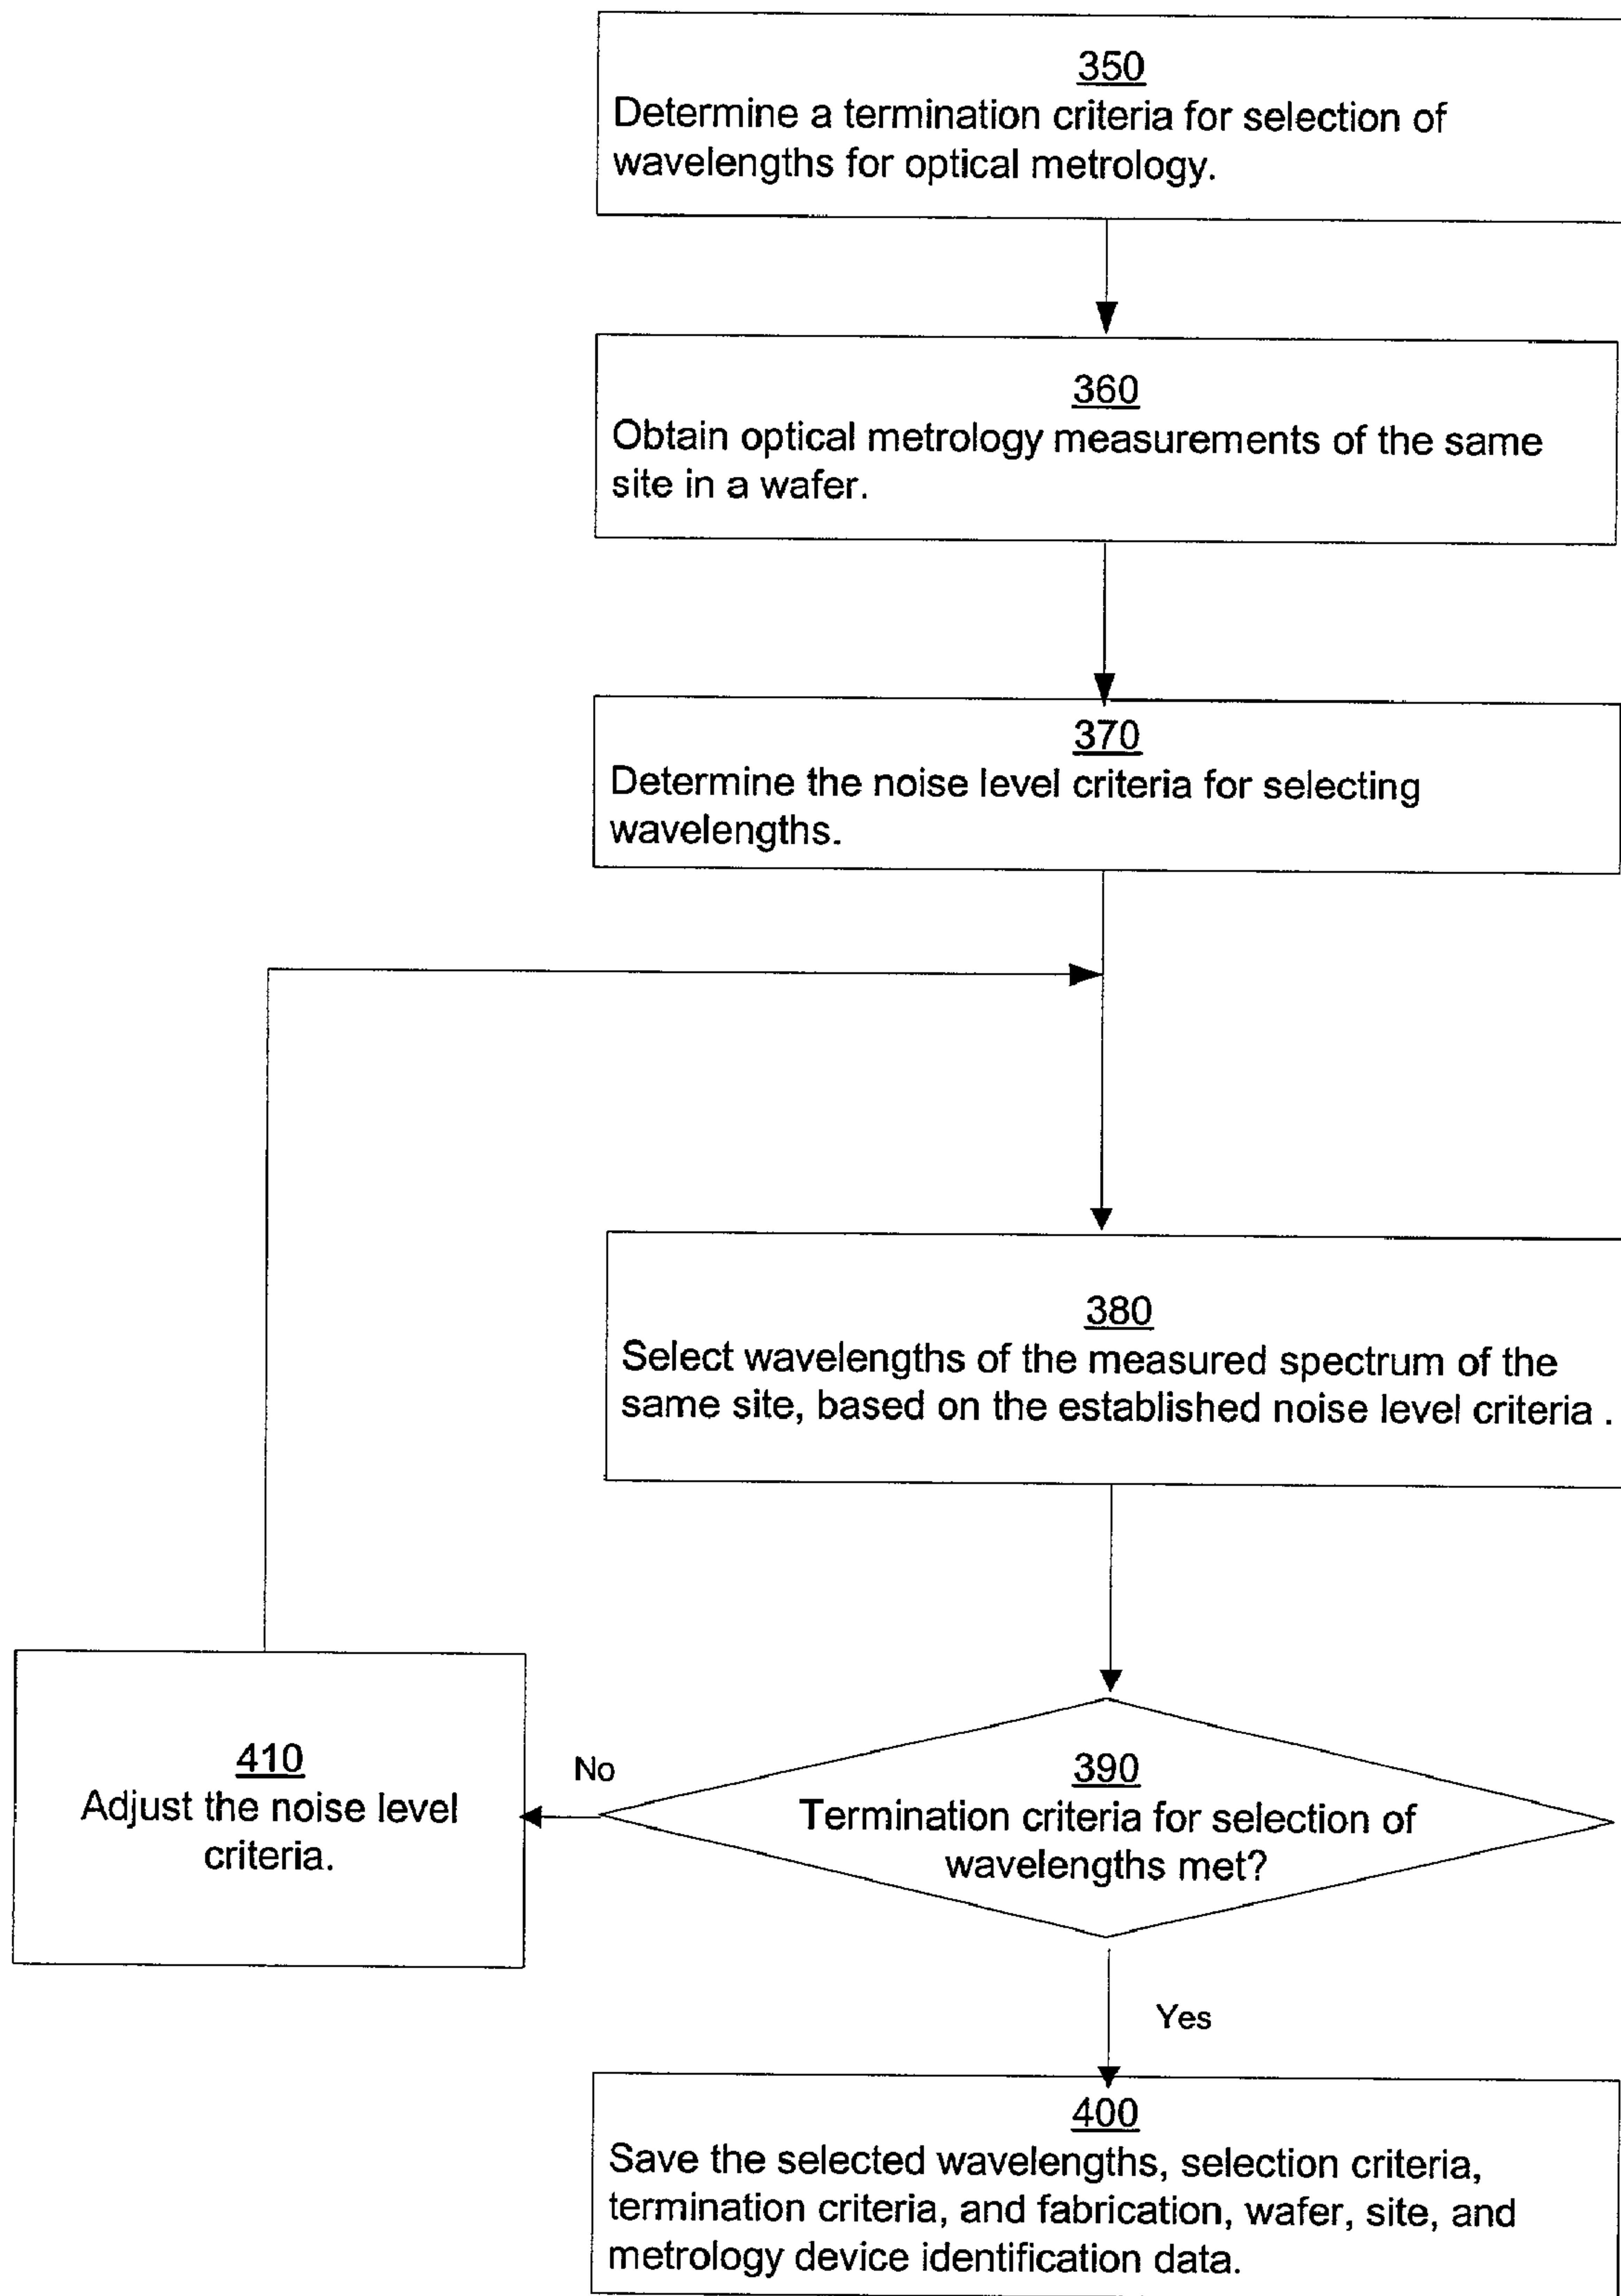 350
Determine a termination criteria for selection of
wavelengths for optical metrology.
360
Obtain optical metrology measurements of the same
site in a wafer.
370
Determine the noise level criteria for selecting
wavelengths.
380
Select wavelengths of the measured spectrum of the
same site, based on the established noise level criteria .
390
Termination criteria for selection of
wavelengths met?
No
410
Adjust the noise level
criteria.
Yes
400
Save the selected wavelengths, selection criteria,
termination criteria, and fabrication, wafer, site, and
metrology device identification data.